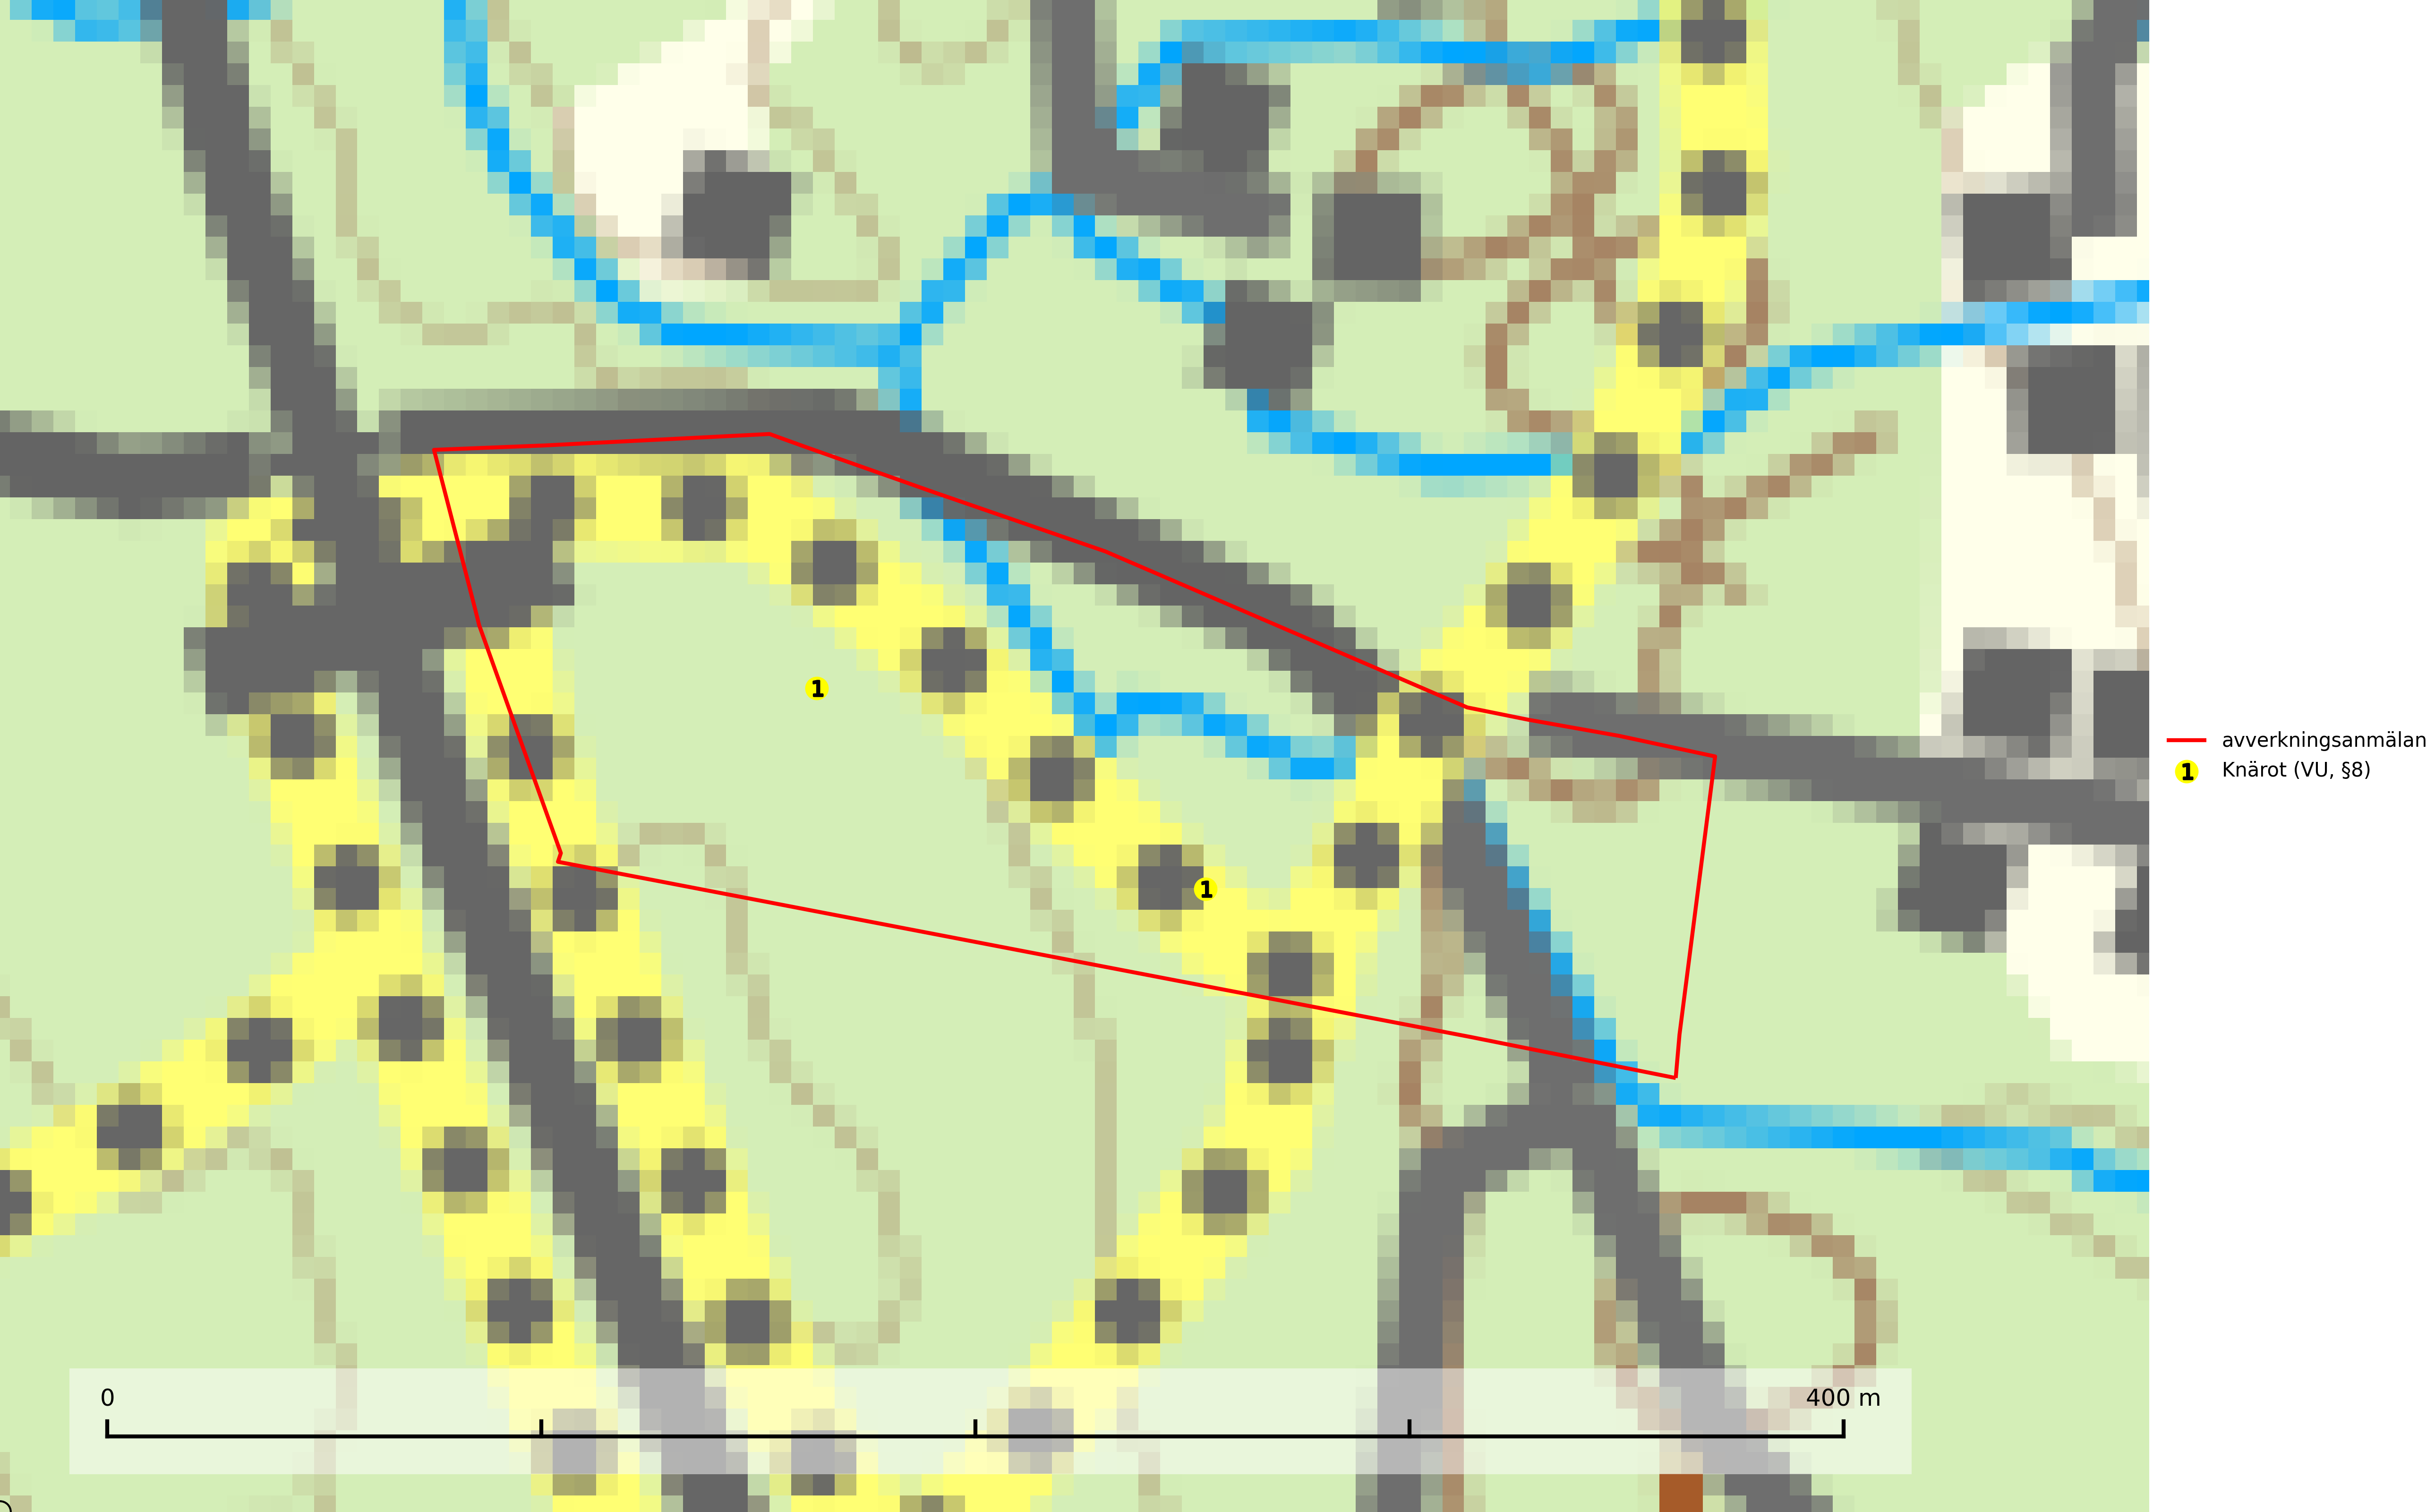 1
1
avverkningsanmälan
1 Knärot (VU, §8)
0 400 m